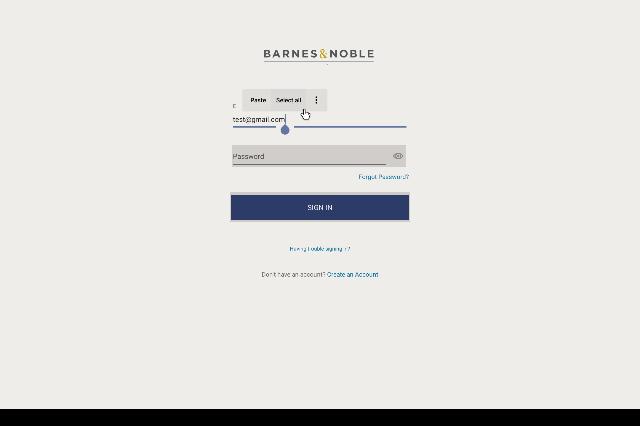 BARNES&NOBLE
Paste Select all
E
test@gmail.com
Password
Forgot Password?
SIGN IN
Having trouble signing in?
Don't have an account? Create an Account